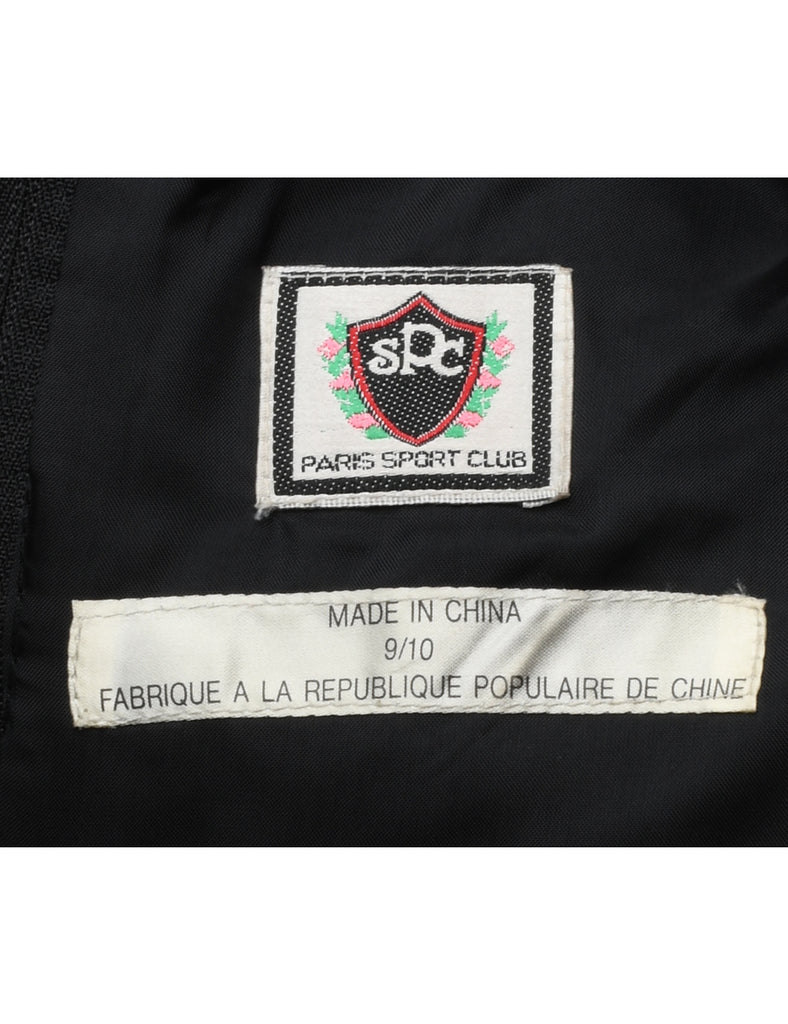 SPC
PARIS SPORT CLUB
MADE IN CHINA
9/10
FABRIQUE A LA REPUBLIQUE POPULAIRE DE CHINE